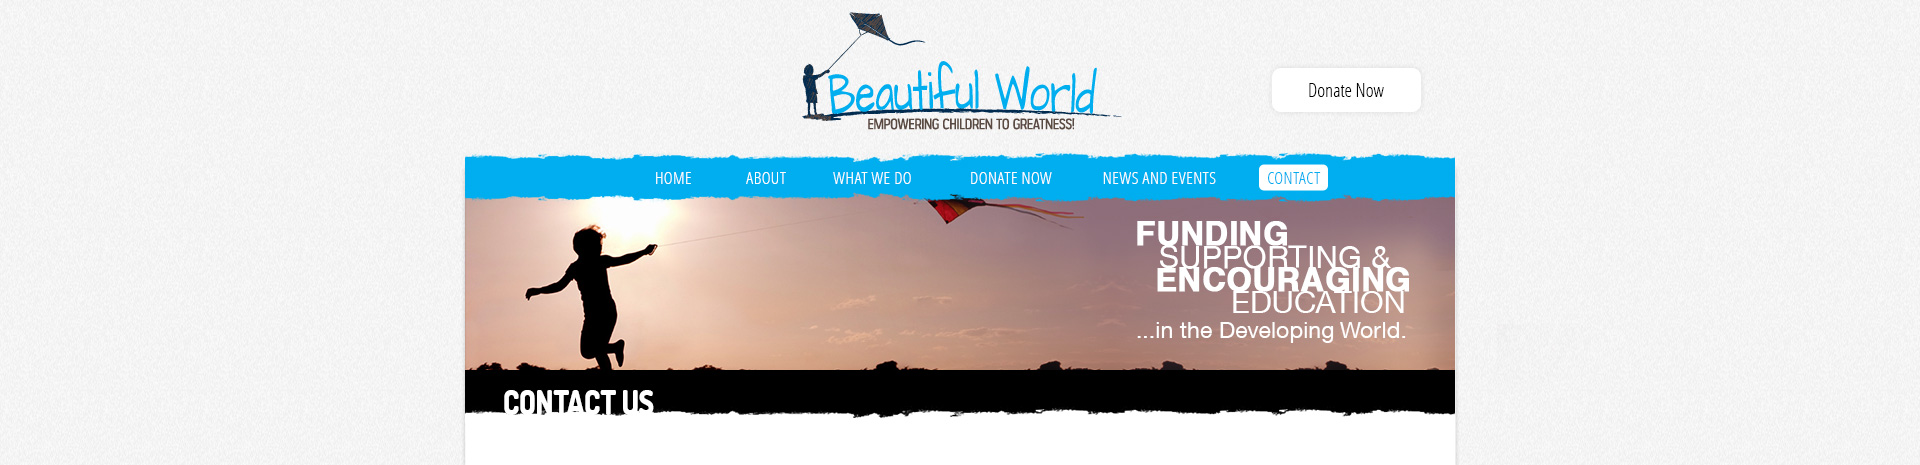 Beautiful World
EMPOWERING CHILDREN TO GREATNESS!
Donate Now
HOME ABOUT WHAT WE DO DONATE NOW NEWS AND EVENTS CONTACT
FUNDING
SUPPORTING &
ENCOURAGING
EDUCATION
...in the Developing World.
CONTACT US